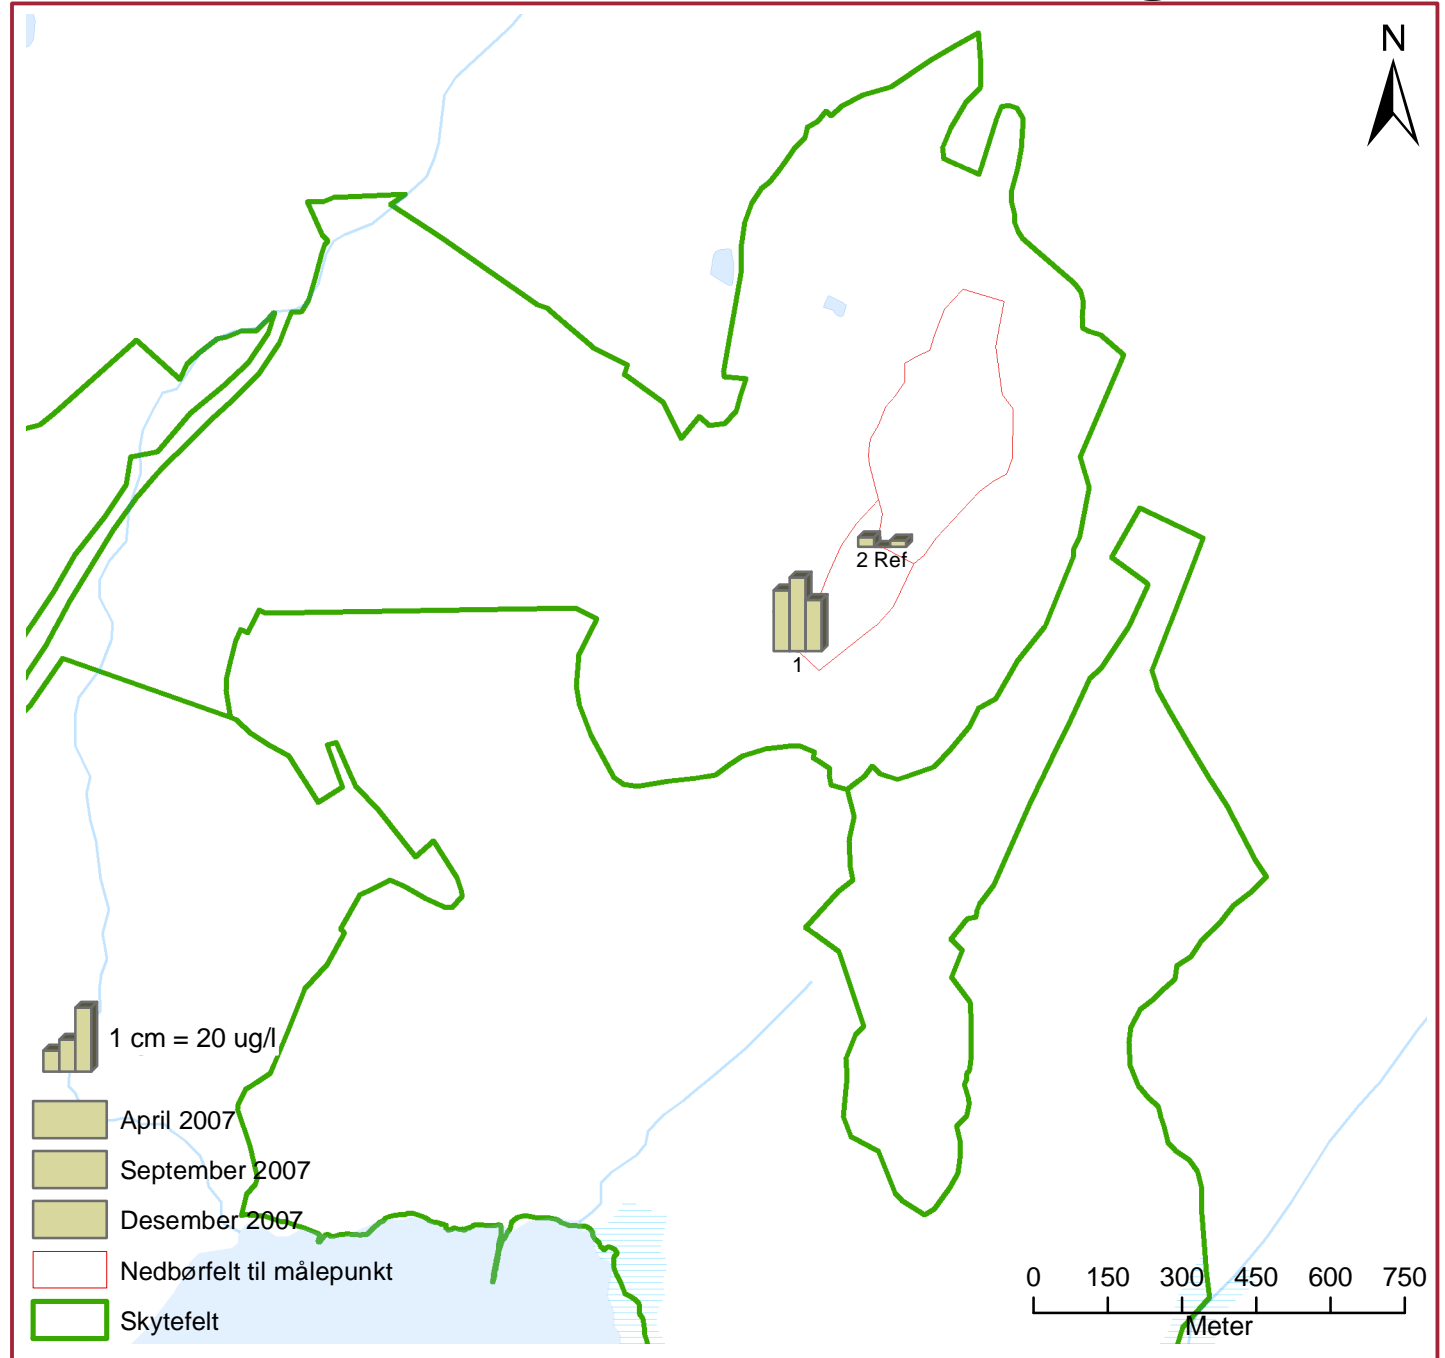 N
2 Ref
1
1 cm = 20 ug/l
April 2007
September 2007
Desember 2007
Nedbørfelt til målepunkt
Skytefelt
0 150 300 450 600 750
Meter